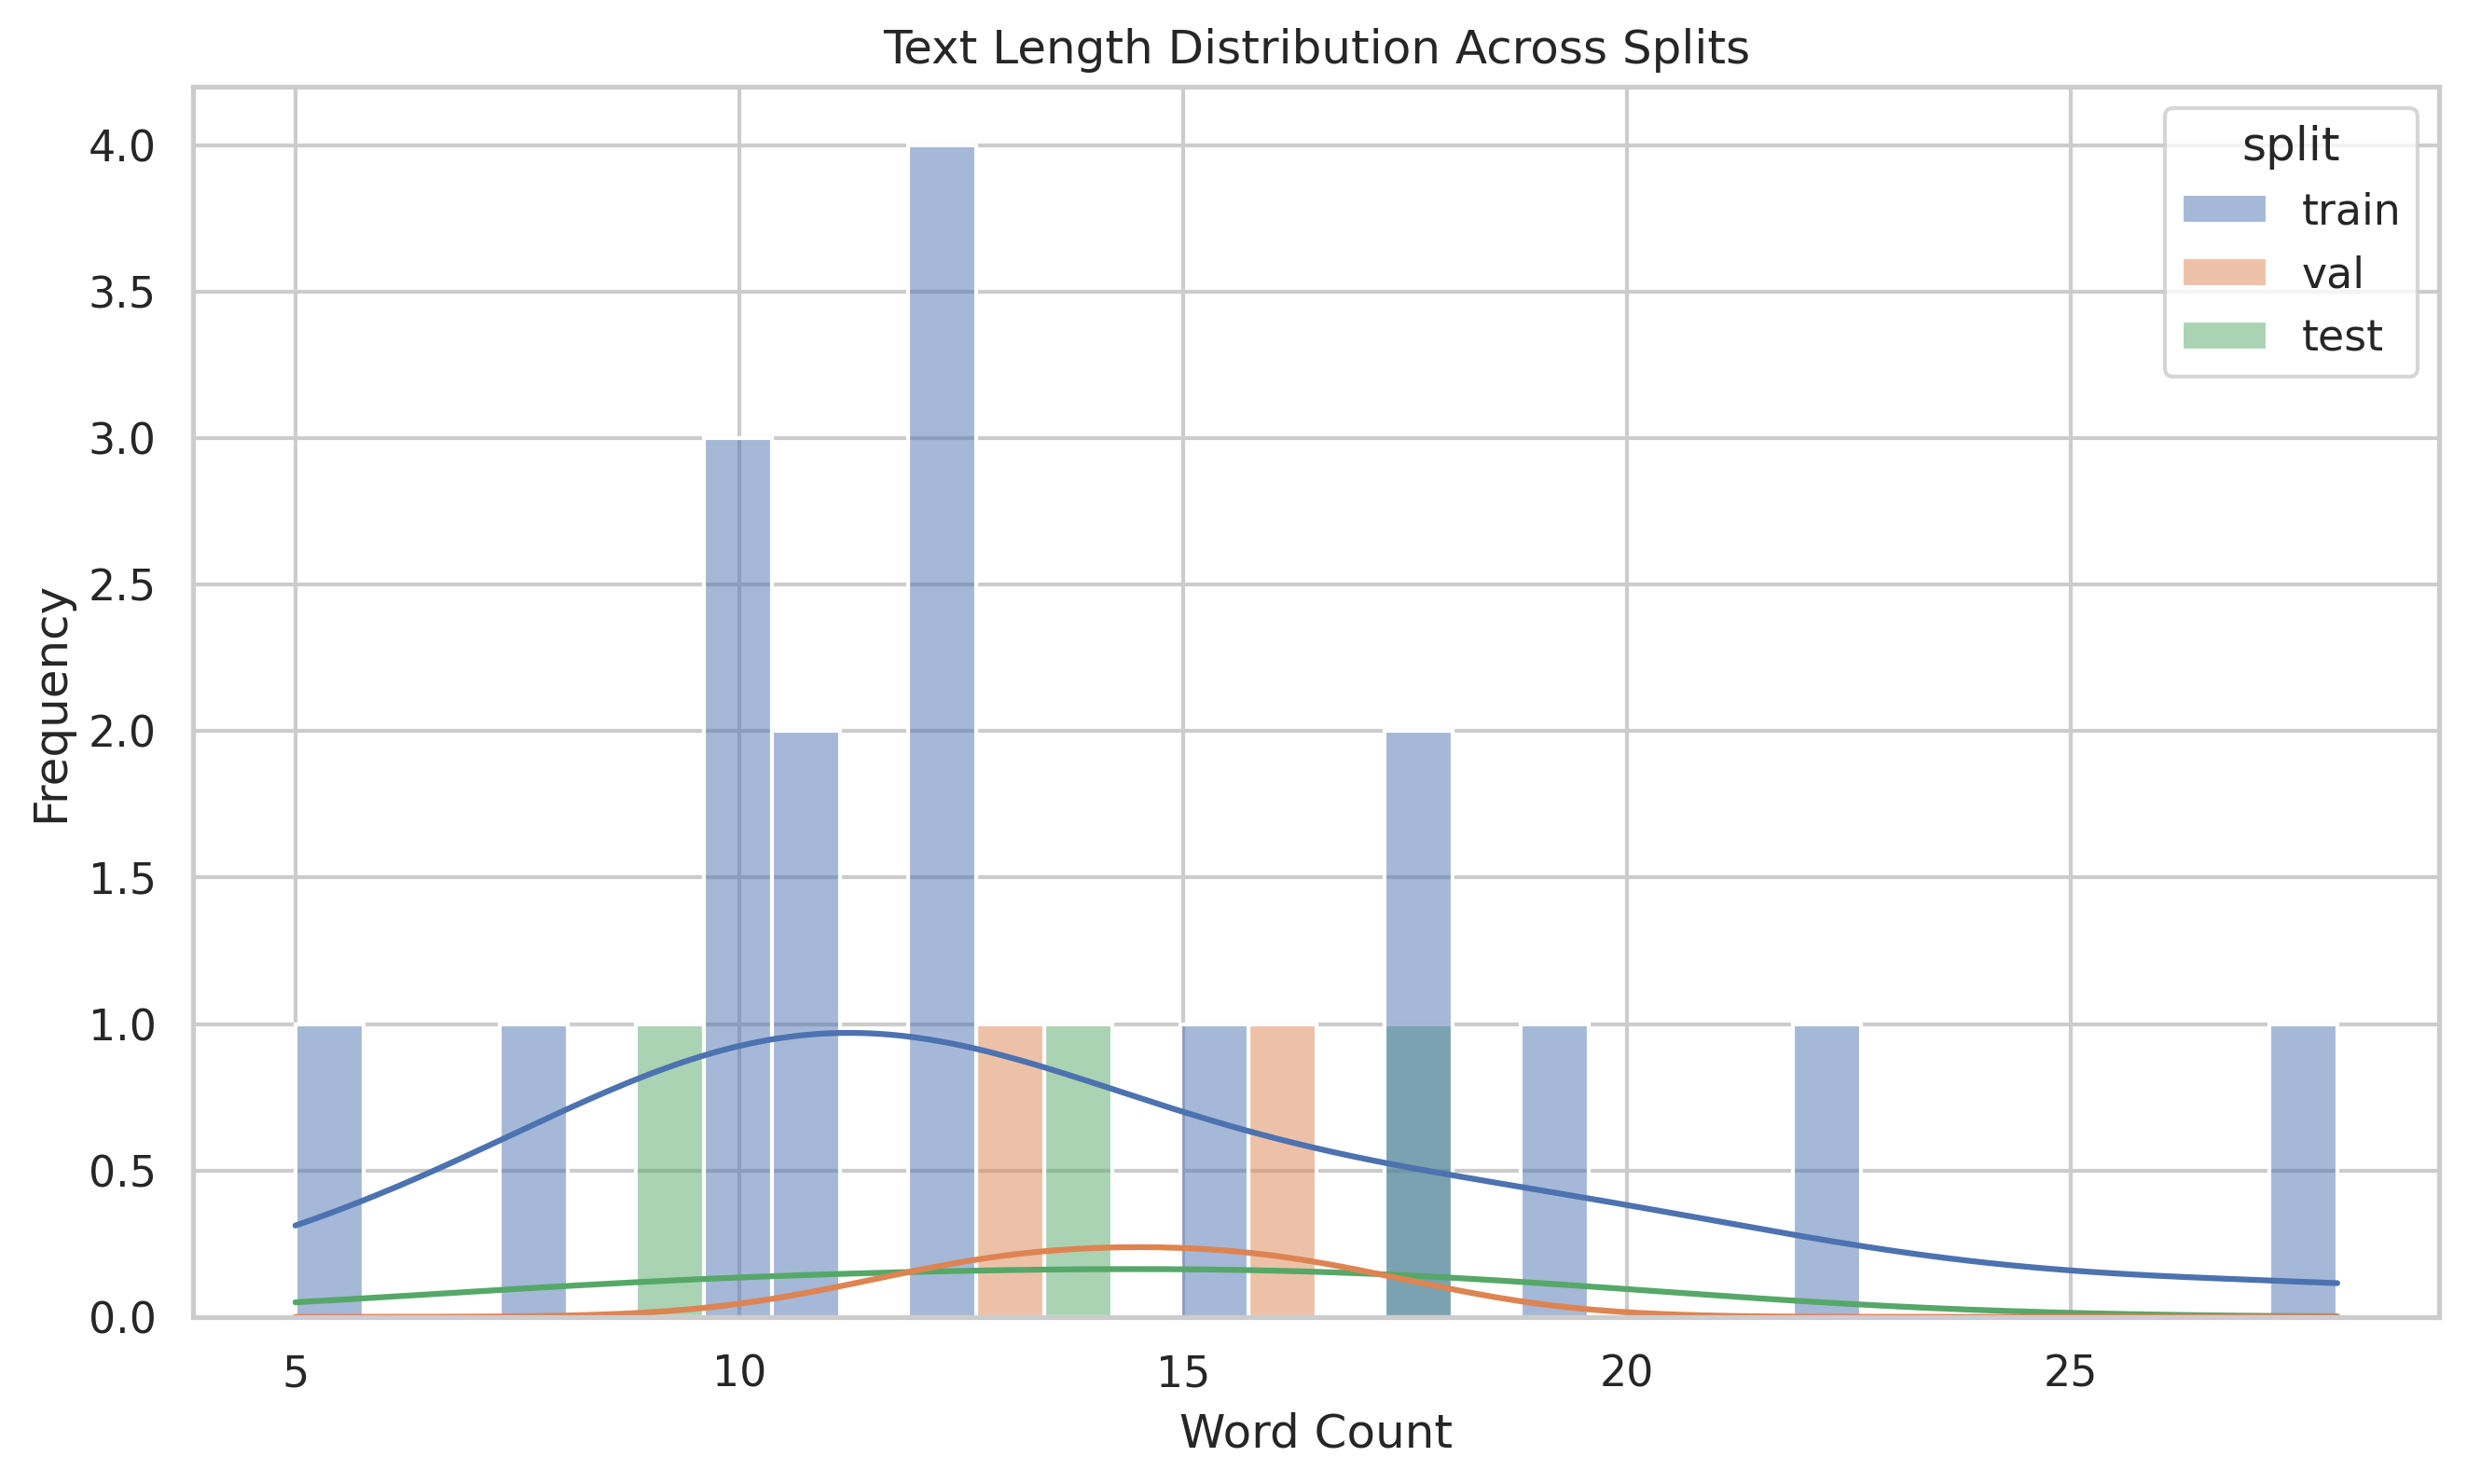 Text Length Distribution Across Splits
split
train
val
test
Frequency
4.0
3.5
3.0
2.5
2.0
1.5
1.0
0.5
0.0
5 10 15 20 25
Word Count